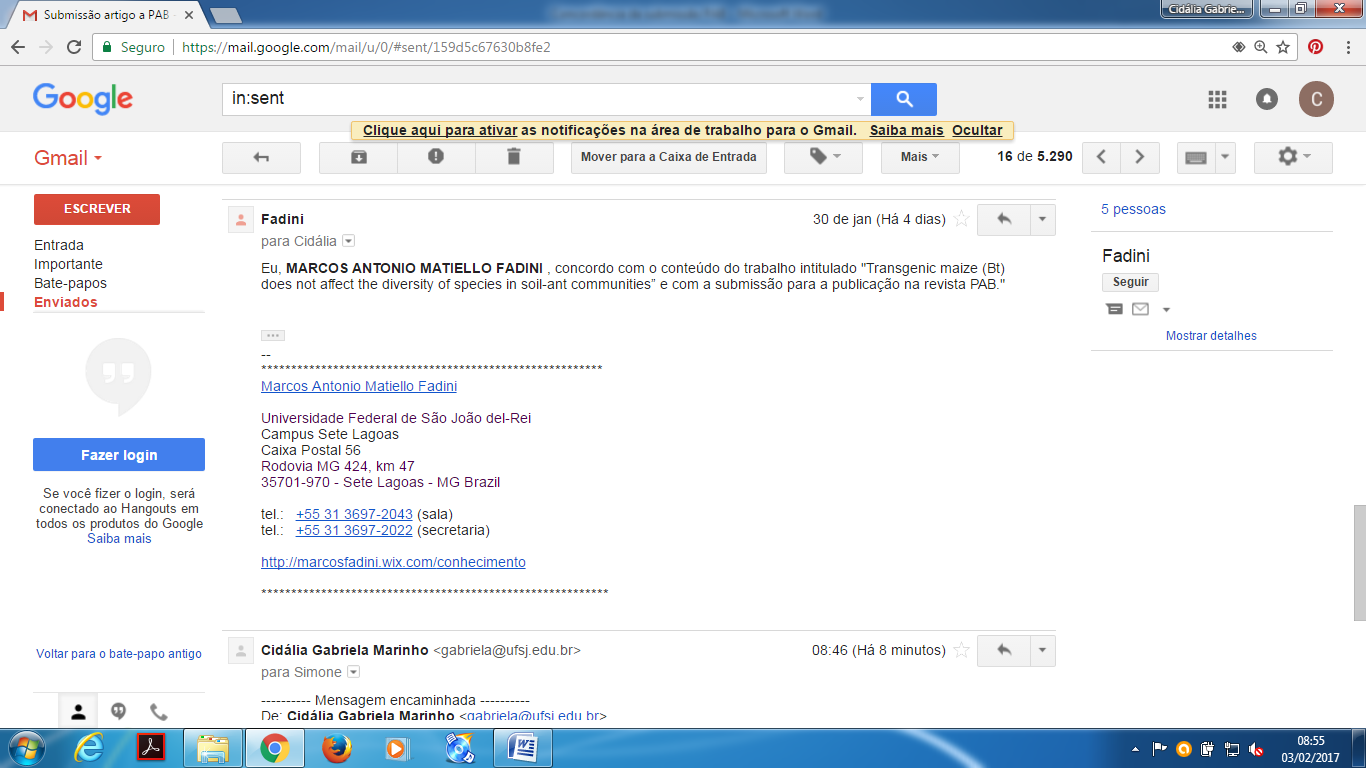 Submissão artigo a PAB
Cidália Gabrie...
Seguro
https://mail.google.com/mail/u/0/#sent/159d5c67630b8fe2
Google
in:sent
C
Clique aqui para ativar as notificações na área de trabalho para o Gmail. Saiba mais Ocultar
Gmail
Mover para a Caixa de Entrada
Mais
16 de 5.290
ESCREVER
Entrada
Importante
Bate-papos
Enviados
Fazer login
Se você fizer o login, será
conectado ao Hangouts em
todos os produtos do Google
Saiba mais
Voltar para o bate-papo antigo
Fadini
30 de jan (Há 4 dias)
para Cidália
Eu, MARCOS ANTONIO MATIELLO FADINI , concordo com o conteúdo do trabalho intitulado "Transgenic maize (Bt)
does not affect the diversity of species in soil-ant communities” e com a submissão para a publicação na revista PAB."
--
*********************************************************
Marcos Antonio Matiello Fadini
Universidade Federal de São João del-Rei
Campus Sete Lagoas
Caixa Postal 56
Rodovia MG 424, km 47
35701-970 - Sete Lagoas - MG Brazil
tel.: +55 31 3697-2043 (sala)
tel.: +55 31 3697-2022 (secretaria)
http://marcosfadini.wix.com/conhecimento
**********************************************************
Cidália Gabriela Marinho <gabriela@ufsj.edu.br>
08:46 (Há 8 minutos)
para Simone
---------- Mensagem encaminhada ----------
De: Cidália Gabriela Marinho <gabriela@ufsj.edu.br>
5 pessoas
Fadini
Seguir
Mostrar detalhes
08:55
03/02/2017